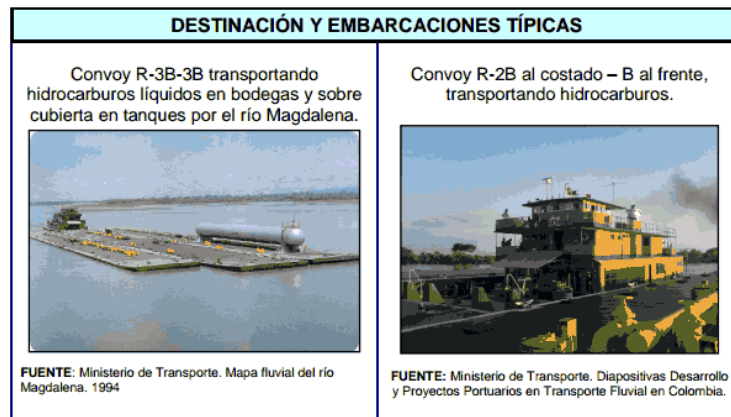 DESTINACIÓN Y EMBARCACIONES TÍPICAS
Convoy R-3B-3B transportando
hidrocarburos líquidos en bodegas y sobre
cubierta en tanques por el río Magdalena.
FUENTE: Ministerio de Transporte. Mapa fluvial del río
Magdalena. 1994
Convoy R-2B al costado – B al frente,
transportando hidrocarburos.
FUENTE: Ministerio de Transporte. Diapositivas Desarrollo
y Proyectos Portuarios en Transporte Fluvial en Colombia.